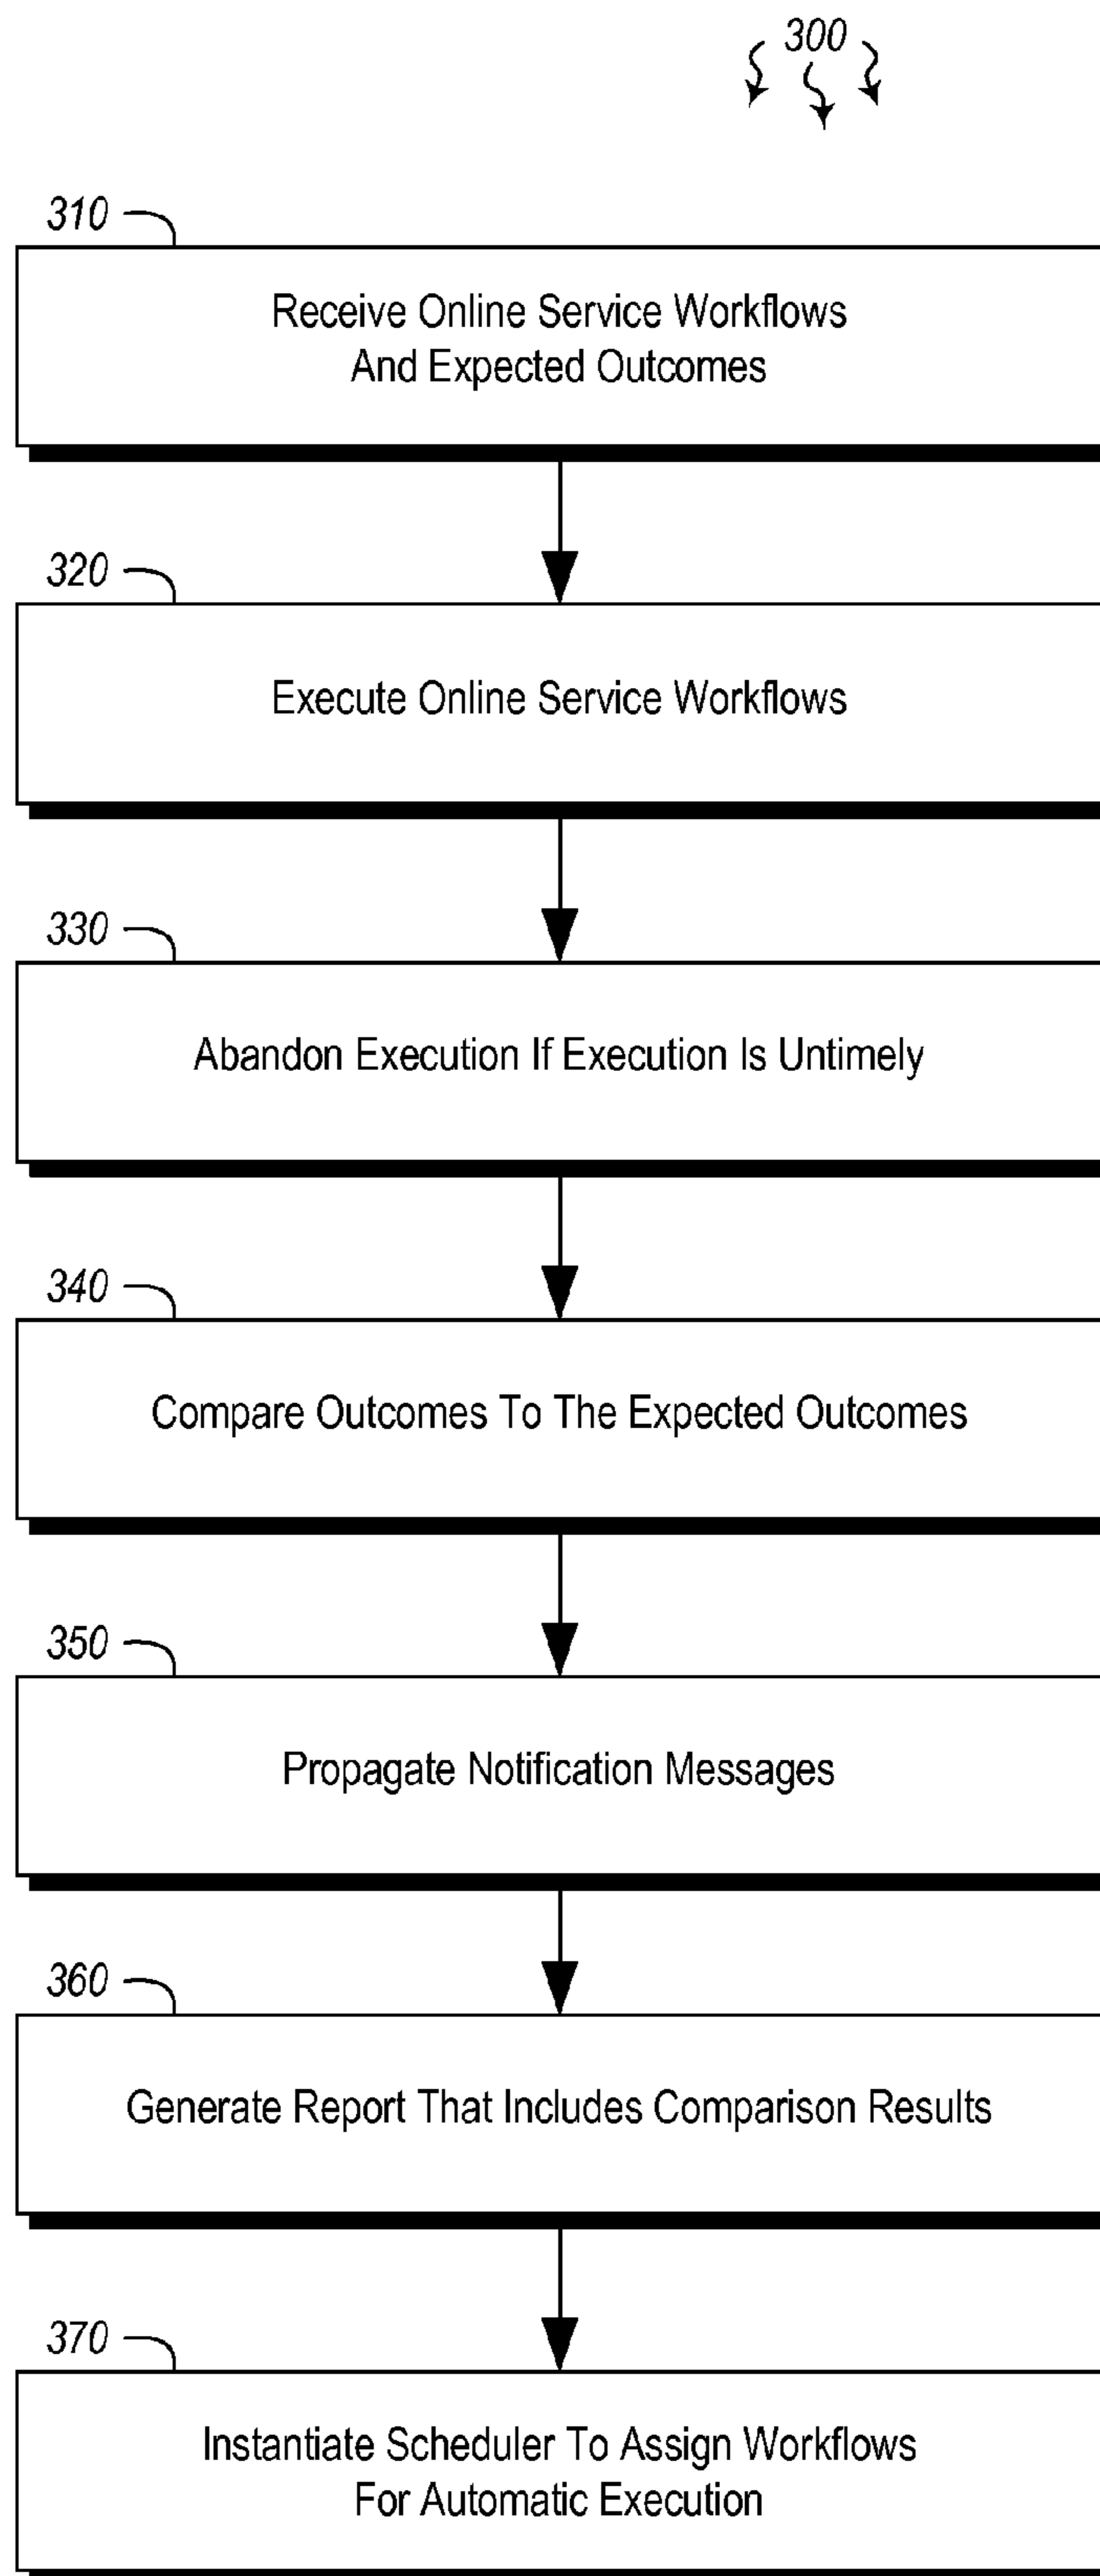 300
310
Receive Online Service Workflows
And Expected Outcomes
320
Execute Online Service Workflows
330
Abandon Execution If Execution Is Untimely
340
Compare Outcomes To The Expected Outcomes
350
Propagate Notification Messages
360
Generate Report That Includes Comparison Results
370
Instantiate Scheduler To Assign Workflows
For Automatic Execution